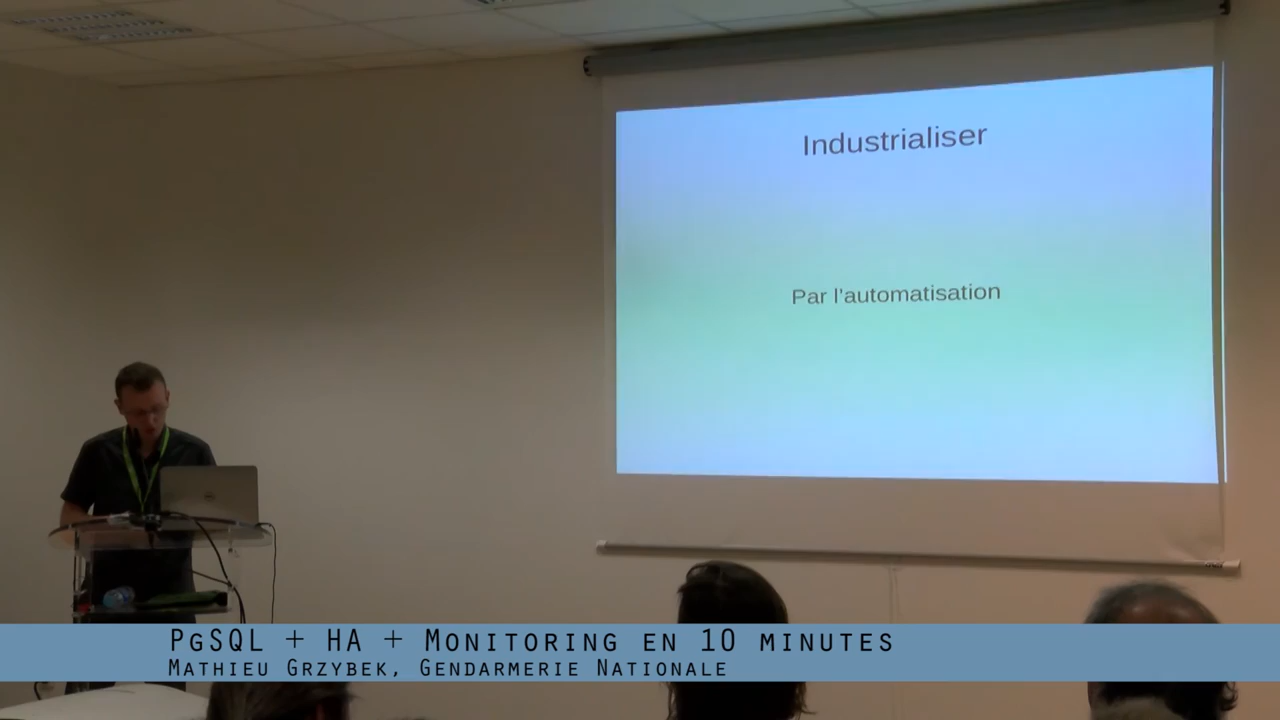 Industrialiser
Par l'automatisation
PgSQL + HA + Monitoring en 10 minutes
Mathieu Grzybek, Gendarmerie Nationale